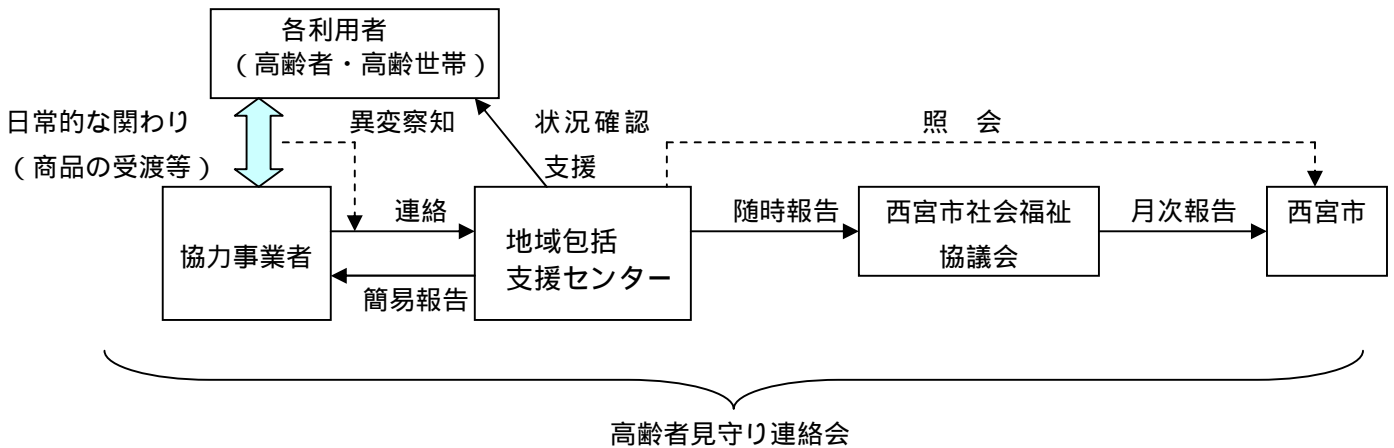 各利用者
(高齢者・高齢世帯)
日常的な関わり
(商品の受渡等)
異変察知
状況確認
支援
照 会
協力事業者
連絡
簡易報告
地域包括
支援センター
随時報告
西宮市社会福祉
協議会
月次報告
西宮市
高齢者見守り連絡会